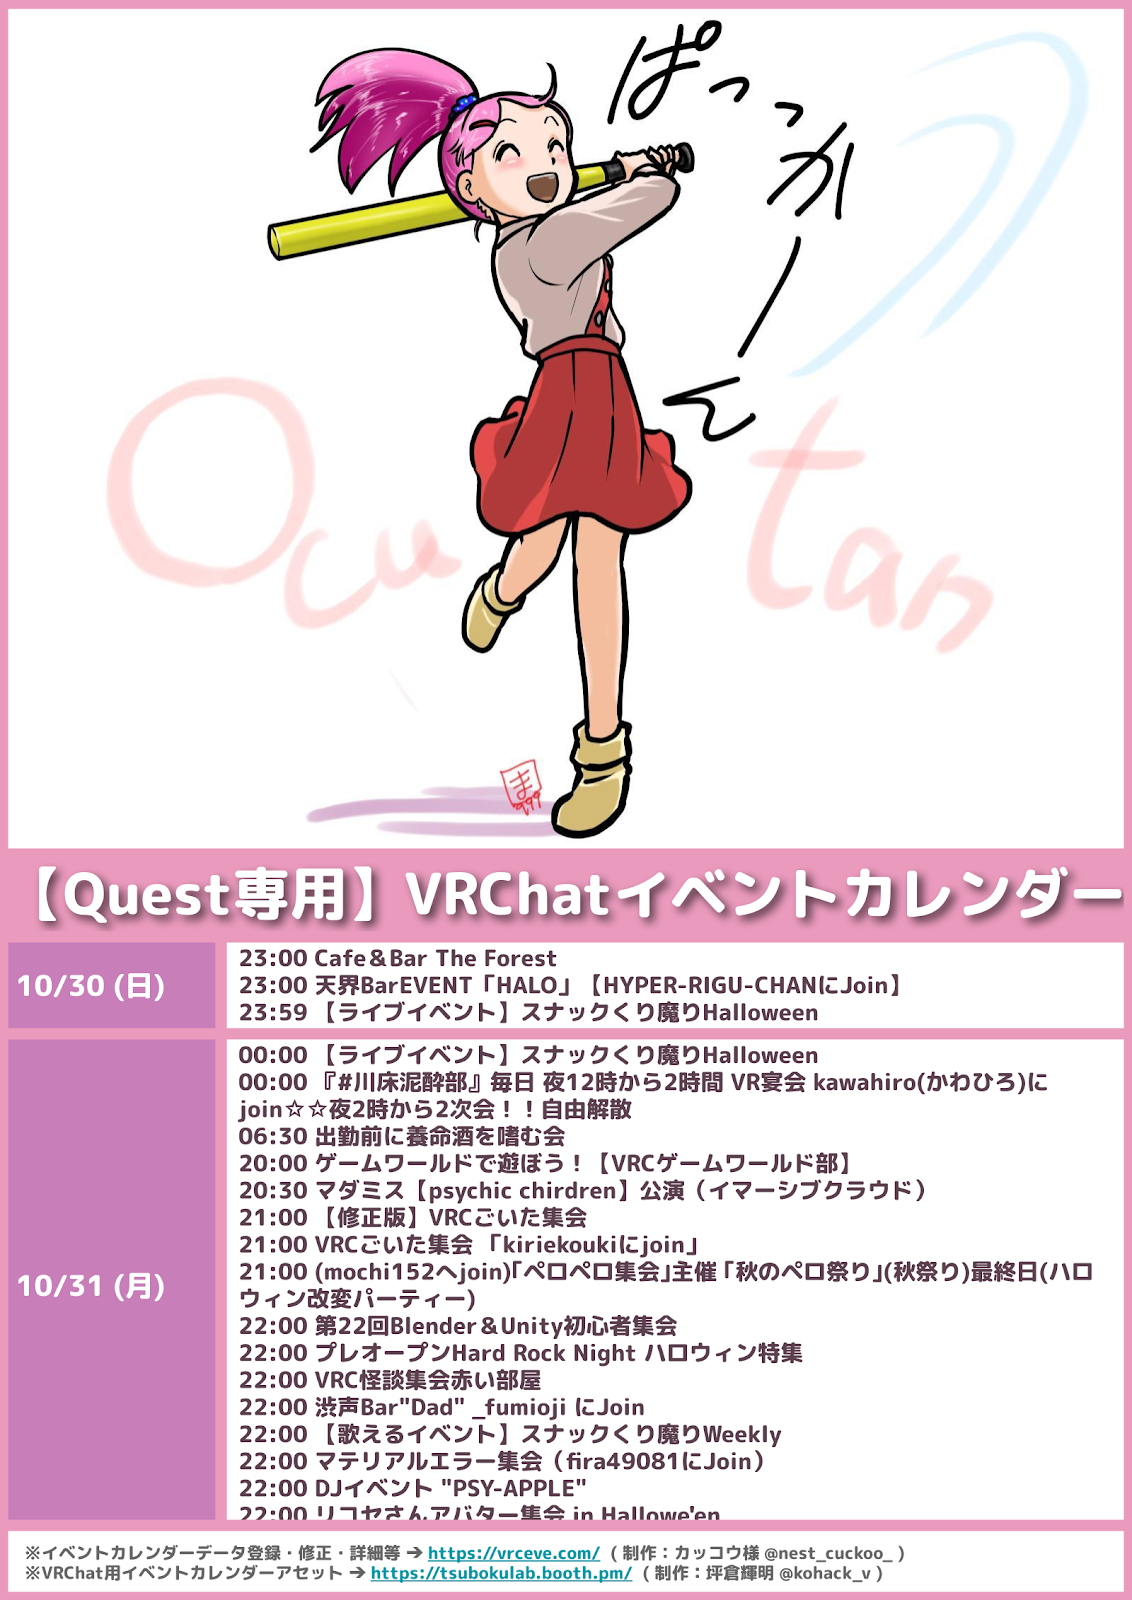 ぱっっかーん
Ocu tan
ま
999
【Quest専用】VRChatイベントカレンダー
10/30 (日)
23:00 Cafe＆Bar The Forest
23:00 天界BarEVENT「HALO」【HYPER-RIGU-CHANにJoin】
23:59 【ライブイベント】スナックくり魔りHalloween
10/31 (月)
00:00 【ライブイベント】スナックくり魔りHalloween
00:00 『#川床泥酔部』毎日 夜12時から2時間 VR宴会 kawahiro(かわひろ)に
join☆☆夜2時から2次会！！自由解散
06:30 出勤前に養命酒を嗜む会
20:00 ゲームワールドで遊ぼう！【VRCゲームワールド部】
20:30 マダミス【psychic chirdren】公演（イマーシブクラウド）
21:00 【修正版】VRCごいた集会
21:00 VRCごいた集会 「kiriekoukiにjoin」
21:00 (mochi152へjoin)｢ペロペロ集会｣主催 ｢秋のペロ祭り｣(秋祭り)最終日(ハロ
ウィン改変パーティー)
22:00 第22回Blender＆Unity初心者集会
22:00 プレオープンHard Rock Night ハロウィン特集
22:00 VRC怪談集会赤い部屋
22:00 渋声Bar"Dad" _fumioji にJoin
22:00 【歌えるイベント】スナックくり魔りWeekly
22:00 マテリアルエラー集会（fira49081にJoin）
22:00 DJイベント "PSY-APPLE"
22:00 リコセさんアバター集会 in Hallowe'en
※イベントカレンダーデータ登録・修正・詳細等 → https://vrceve.com/ ( 制作：カッコウ様 @nest_cuckoo_ )
※VRChat用イベントカレンダーアセット → https://tsubokulab.booth.pm/ ( 制作：坪倉輝明 @kohack_v )